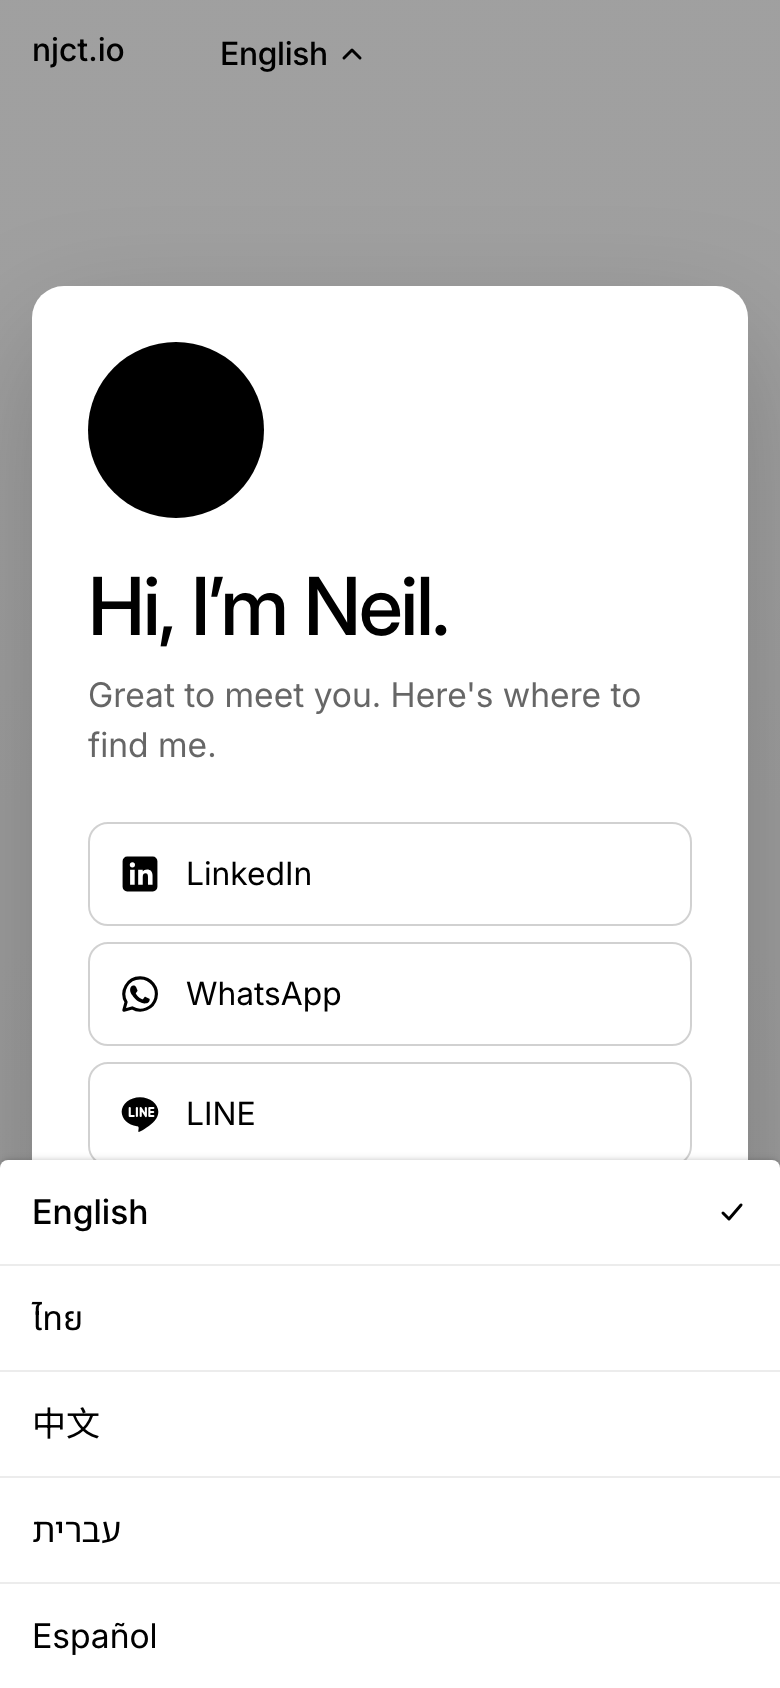 njct.io
English
Hi, I’m Neil.
Great to meet you. Here's where to
find me.
in LinkedIn
WhatsApp
LINE LINE
English
ไทย
中文
עברית
Español